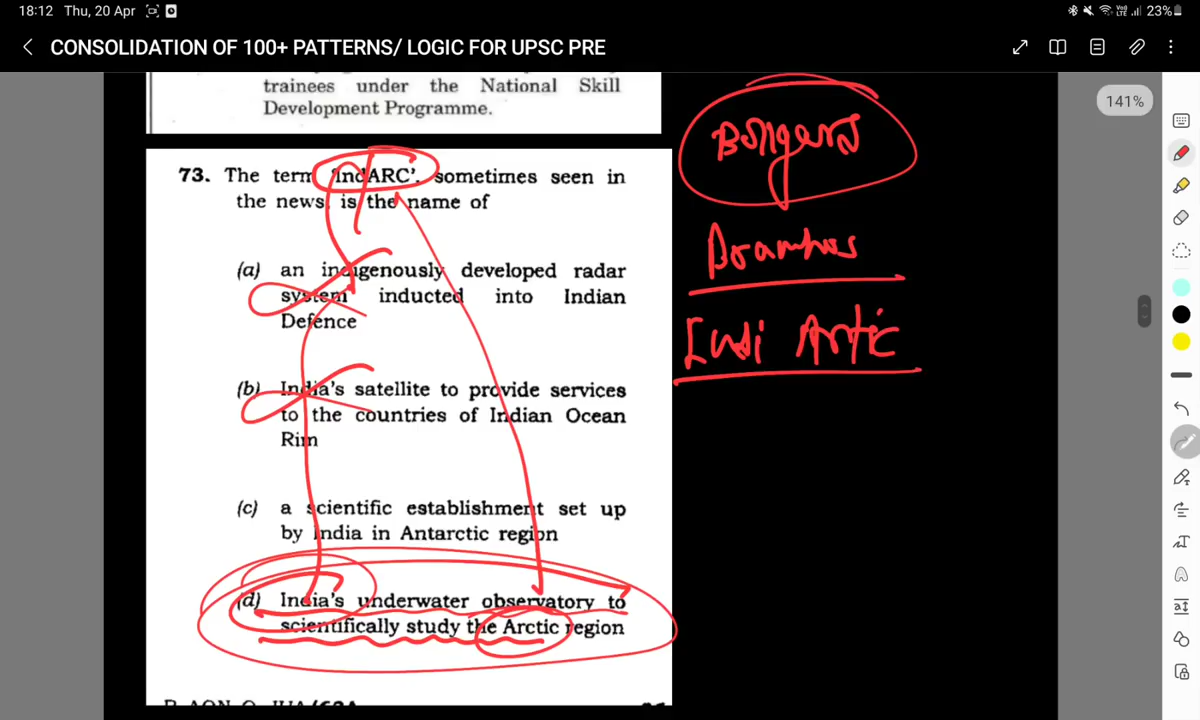 18:12 Thu, 20 Apr
23%
CONSOLIDATION OF 100+ PATTERNS/ LOGIC FOR UPSC PRE
141%
trainees under the National Skill
Development Programme.
73. The term 'IndARC', sometimes seen in
the news, is the name of
(a) an indigenously developed radar
system inducted into Indian
Defence
(b) India's satellite to provide services
to the countries of Indian Ocean
Rim
(c) a scientific establishment set up
by India in Antarctic region
(d) India's underwater observatory to
scientifically study the Arctic region
Artic